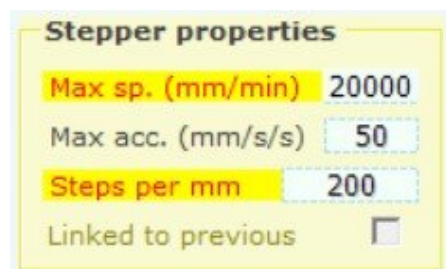 Stepper properties
Max sp. (mm/min) 20000
Max acc. (mm/s/s) 50
Steps per mm 200
Linked to previous